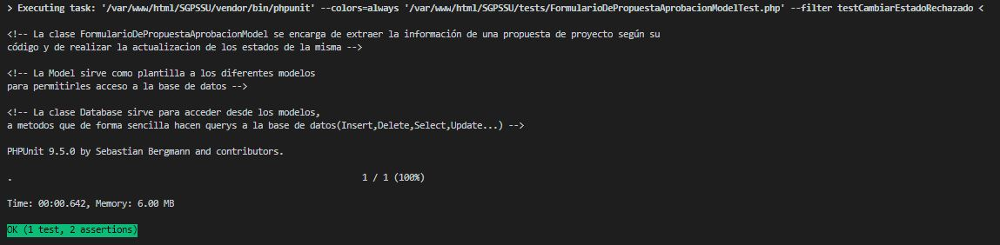 > Executing task: '/var/www/html/SGPSSU/vendor/bin/phpunit' --colors=always '/var/www/html/SGPSSU/tests/FormularioDePropuestaAprobacionModelTest.php' --filter testCambiarEstadoRechazado <
<!-- La clase FormularioDePropuestaAprobacionModel se encarga de extraer la información de una propuesta de proyecto según su
código y de realizar la actualizacion de los estados de la misma -->
<!-- La Model sirve como plantilla a los diferentes modelos
para permitirles acceso a la base de datos -->
<!-- La clase Database sirve para acceder desde los modelos,
a metodos que de forma sencilla hacen querys a la base de datos(Insert,Delete,Select,Update...) -->
PHPUnit 9.5.0 by Sebastian Bergmann and contributors.
. 1 / 1 (100%)
Time: 00:00.642, Memory: 6.00 MB
OK (1 test, 2 assertions)